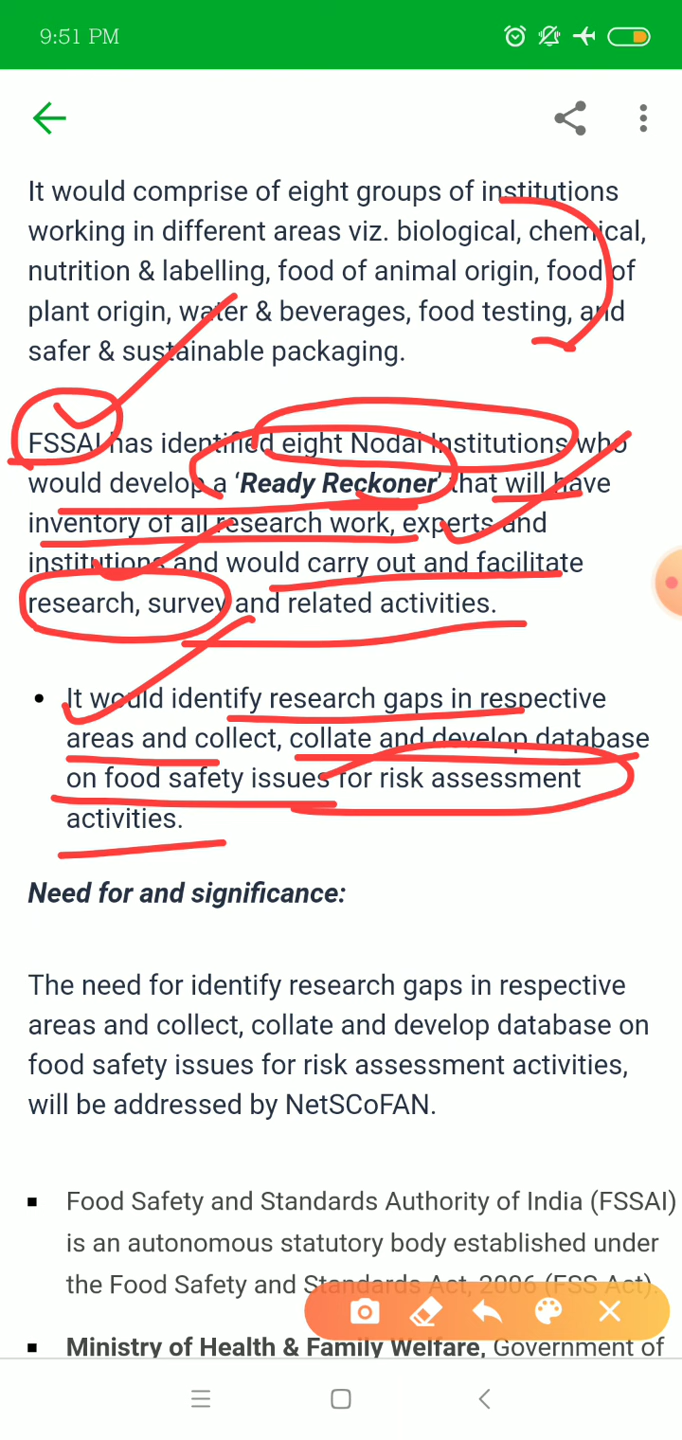 9:51 PM
It would comprise of eight groups of institutions
working in different areas viz. biological, chemical,
nutrition & labelling, food of animal origin, food of
plant origin, water & beverages, food testing, and
safer & sustainable packaging.
FSSAI has identified eight Nodal Institutions who
would develop a ‘Ready Reckoner’ that will have
inventory of all research work, experts and
institutions and would carry out and facilitate
research, survey and related activities.
• It would identify research gaps in respective
areas and collect, collate and develop database
on food safety issues for risk assessment
activities.
Need for and significance:
The need for identify research gaps in respective
areas and collect, collate and develop database on
food safety issues for risk assessment activities,
will be addressed by NetSCoFAN.
▪ Food Safety and Standards Authority of India (FSSAI)
is an autonomous statutory body established under
the Food Safety and Standards Act, 2006 (FSS Act).
▪ Ministry of Health & Family Welfare, Government of